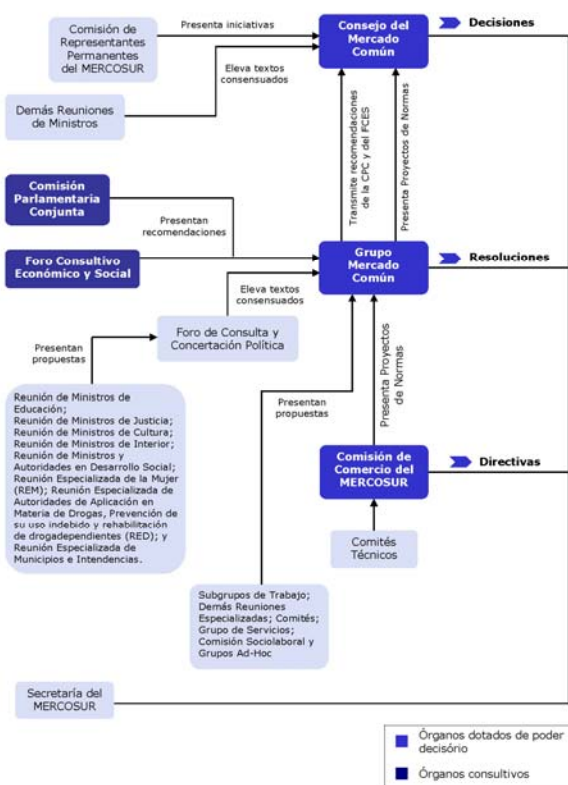 Comisión de
Representantes
Permanentes
del MERCOSUR
Presenta iniciativas
Consejo del
Mercado
Común
Decisiones
Eleva textos
consensuados
Demás Reuniones
de Ministros
Transmite recomendaciones
de la CPC y del FCES
Presenta Proyectos de Normas
Comisión
Parlamentaria
Conjunta
Presentan
recomendaciones
Foro Consultivo
Económico y Social
Grupo
Mercado
Común
Resoluciones
Eleva textos
consensuados
Foro de Consulta y
Concertación Política
Presentan
propuestas
Reunión de Ministros de
Educación;
Reunión de Ministros de Justicia;
Reunión de Ministros de Cultura;
Reunión de Ministros de Interior;
Reunión de Ministros y
Autoridades en Desarrollo Social;
Reunión Especializada de la Mujer
(REM); Reunión Especializada de
Autoridades de Aplicación en
Materia de Drogas, Prevención de
su uso indebido y rehabilitación
de drogadependientes (RED); y
Reunión Especializada de
Municipios e Intendencias.
Presentan
propuestas
Presenta Proyectos
de Normas
Comisión de
Comercio del
MERCOSUR
Directivas
Comités
Técnicos
Subgrupos de Trabajo;
Demás Reuniones
Especializadas; Comités;
Grupo de Servicios;
Comisión Sociolaboral y
Grupos Ad-Hoc
Secretaría del
MERCOSUR
Órganos dotados de poder
decisório
Órganos consultivos